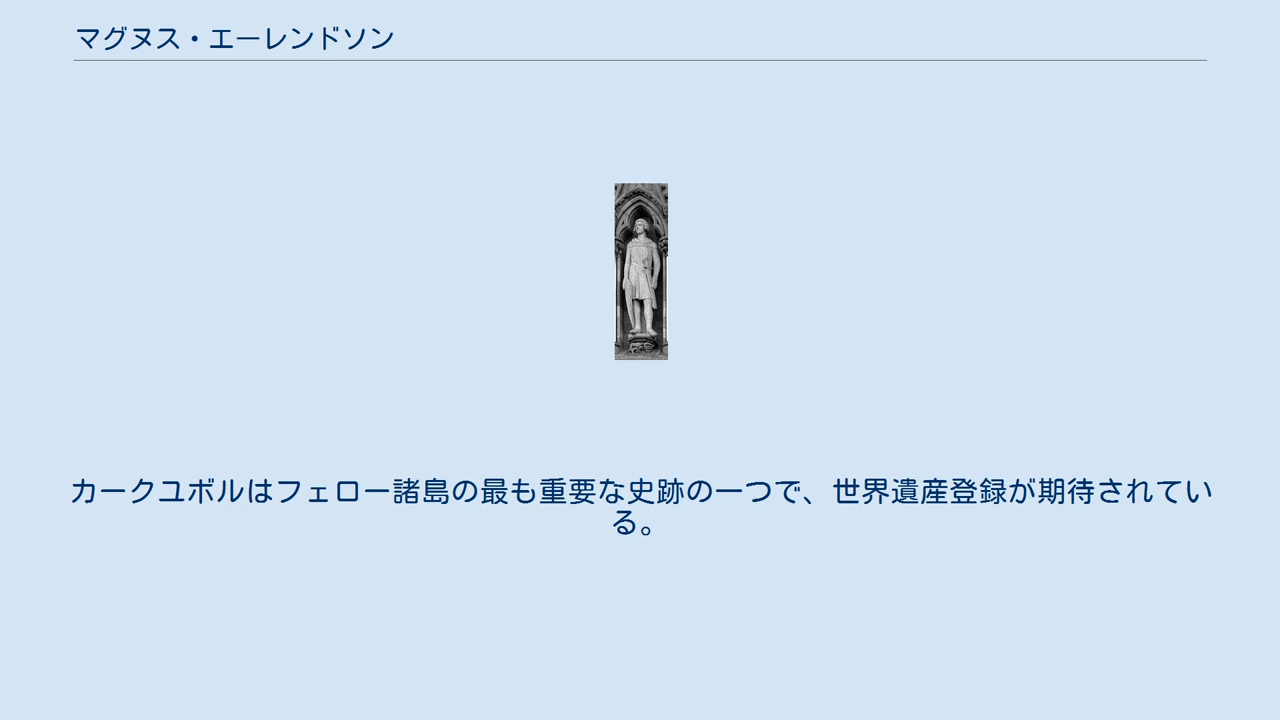 マグヌス・エーレンドソン
カークユボルはフェロー諸島の最も重要な史跡の一つで、世界遺産登録が期待されてい
る。